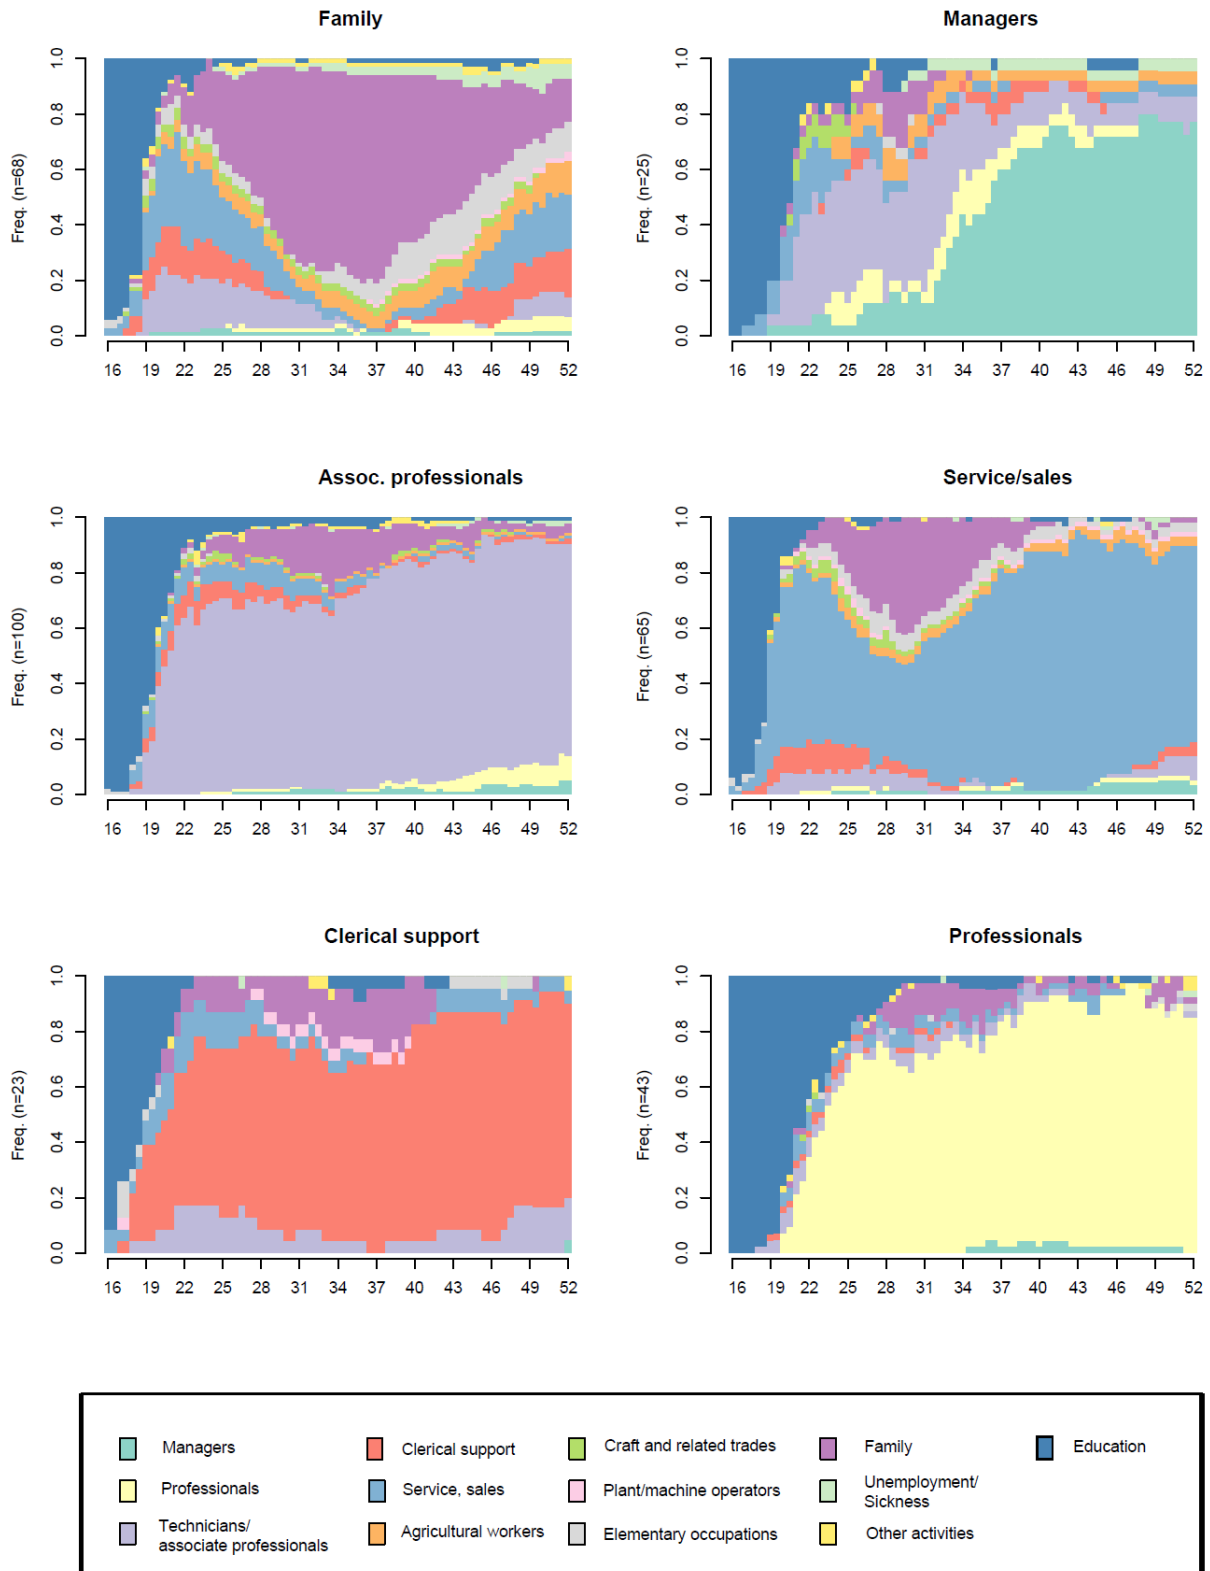 Family
Managers
Freq. (n=68)
0.0 0.2 0.4 0.6 0.8 1.0
16 19 22 25 28 31 34 37 40 43 46 49 52
Freq. (n=25)
0.0 0.2 0.4 0.6 0.8 1.0
16 19 22 25 28 31 34 37 40 43 46 49 52
Assoc. professionals
Service/sales
Freq. (n=100)
0.0 0.2 0.4 0.6 0.8 1.0
16 19 22 25 28 31 34 37 40 43 46 49 52
Freq. (n=65)
0.0 0.2 0.4 0.6 0.8 1.0
16 19 22 25 28 31 34 37 40 43 46 49 52
Clerical support
Professionals
Freq. (n=23)
0.0 0.2 0.4 0.6 0.8 1.0
16 19 22 25 28 31 34 37 40 43 46 49 52
Freq. (n=43)
0.0 0.2 0.4 0.6 0.8 1.0
16 19 22 25 28 31 34 37 40 43 46 49 52
Managers
Professionals
Technicians/
associate professionals
Clerical support
Service, sales
Agricultural workers
Craft and related trades
Plant/machine operators
Elementary occupations
Family
Unemployment/
Sickness
Other activities
Education